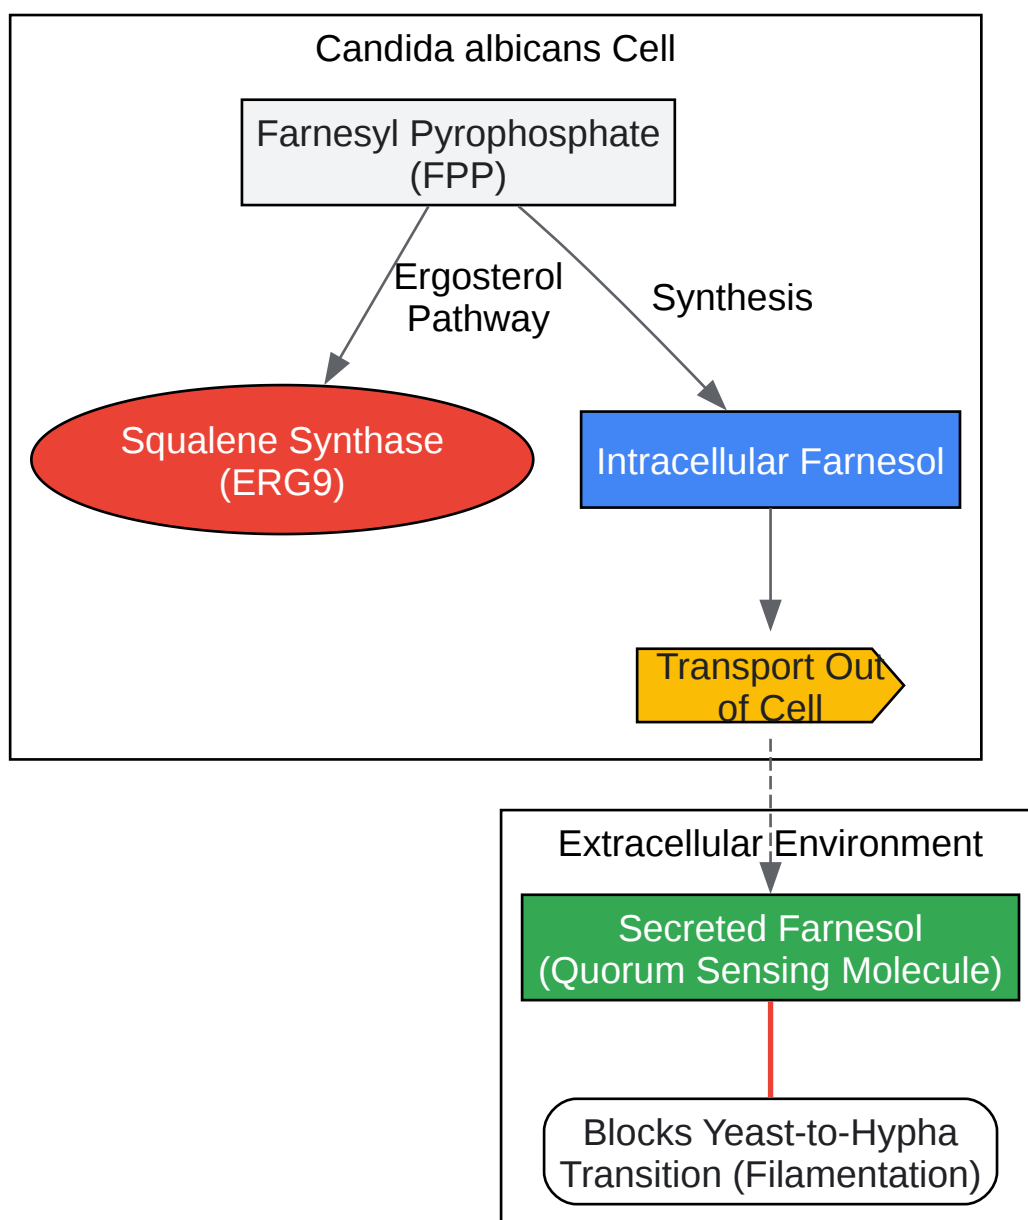 Candida albicans Cell
Farnesyl Pyrophosphate
(FPP)
Ergosterol
Pathway
Synthesis
Squalene Synthase
(ERG9)
Intracellular Farnesol
Transport Out
of Cell
Extracellular Environment
Secreted Farnesol
(Quorum Sensing Molecule)
Blocks Yeast-to-Hypha
Transition (Filamentation)